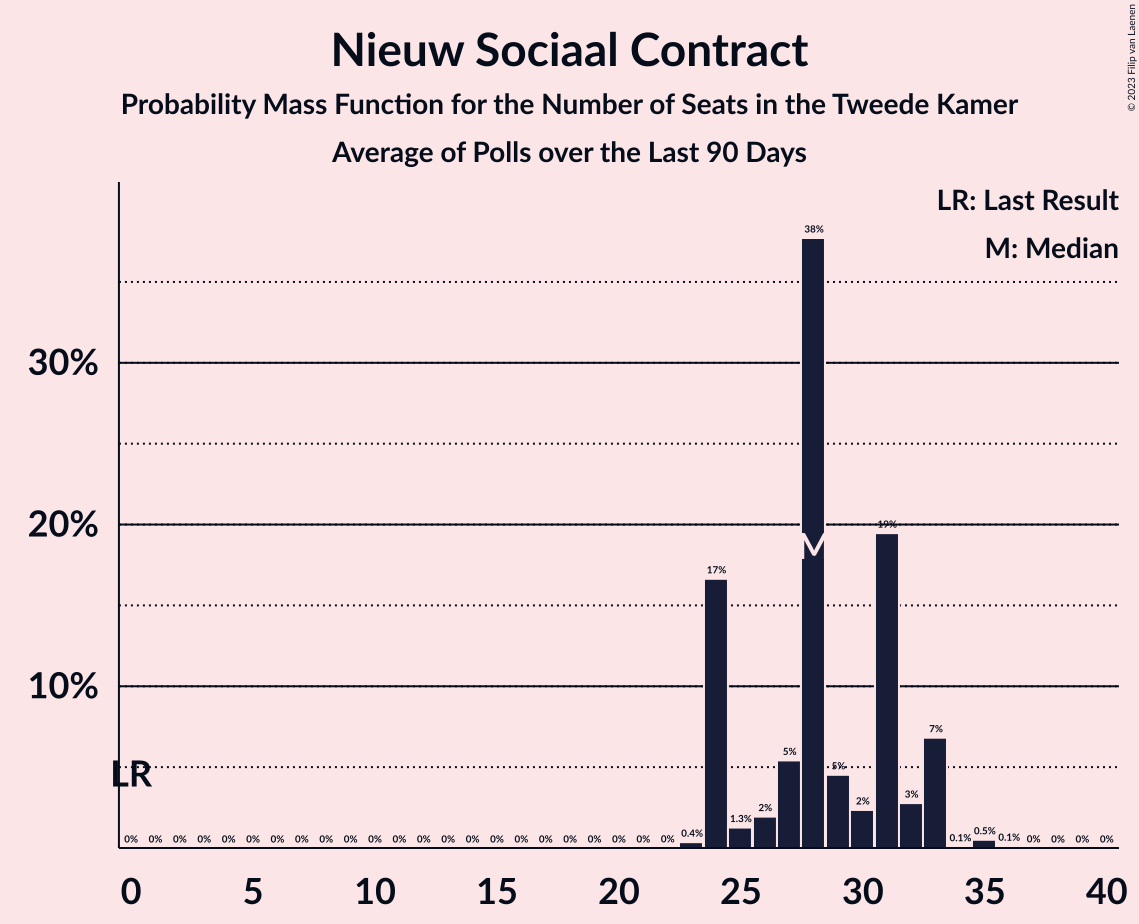 Nieuw Sociaal Contract
Probability Mass Function for the Number of Seats in the Tweede Kamer
Average of Polls over the Last 90 Days
© 2023 Filip van Laenen
LR: Last Result
M: Median
38%
30%
20%
19%
M
17%
10%
7%
LR
5%
5%
3%
2%
2%
1.3%
0.4%
0.1%
0.5%
0.1%
0% 0% 0% 0% 0% 0% 0% 0% 0% 0% 0% 0% 0% 0% 0% 0% 0% 0% 0% 0% 0% 0% 0% 0% 0% 0% 0%
0 5 10 15 20 25 30 35 40